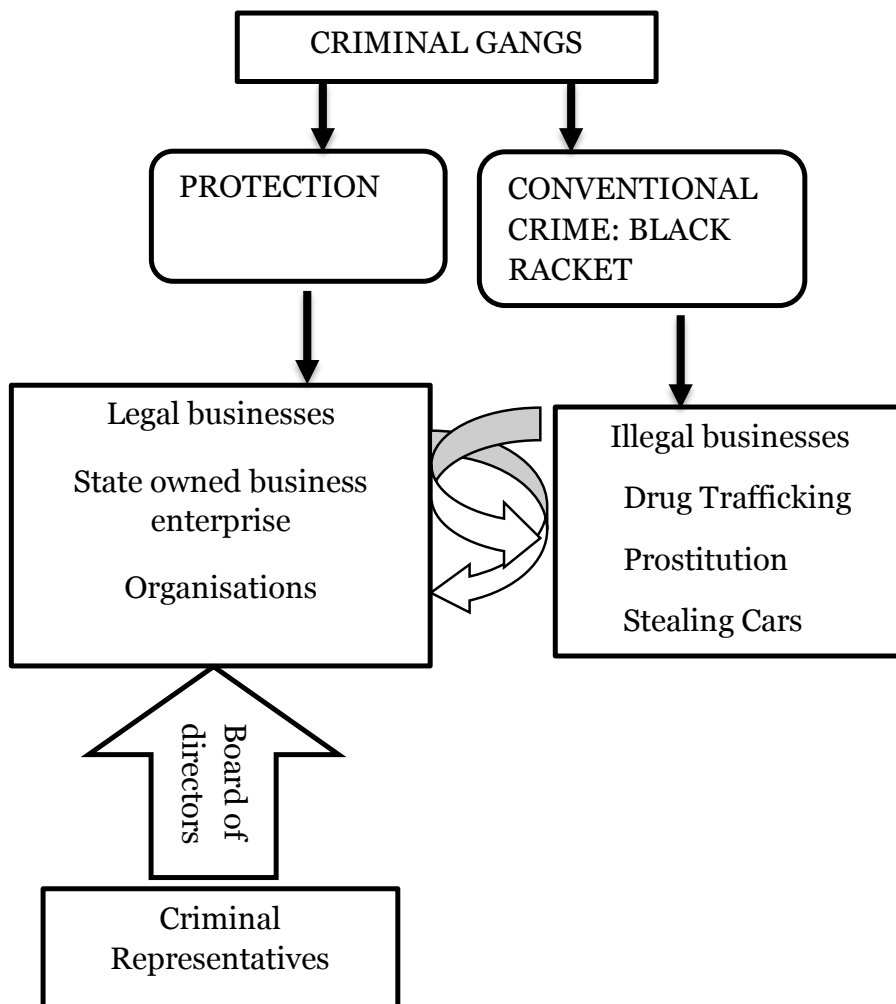 CRIMINAL GANGS
PROTECTION
CONVENTIONAL
CRIME: BLACK
RACKET
Legal businesses
State owned business
enterprise
Organisations
Illegal businesses
Drug Trafficking
Prostitution
Stealing Cars
Board of
directors
Criminal
Representatives